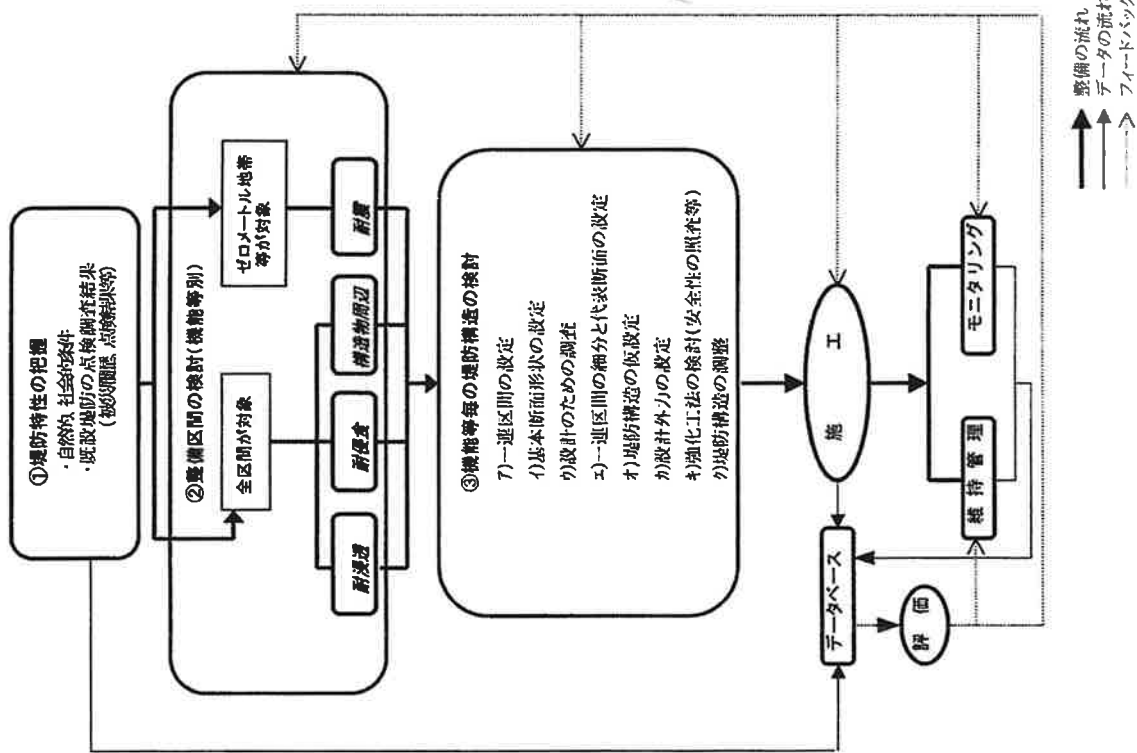 ①堤防特性の把握
・自然的、社会的条件
・既設堤防の点検調査結果
(被災履歴、点検結果等)
②整備区間の検討(機能等別)
全区間が対象
ゼロメートル地帯
等が対象
耐浸透
耐侵食
構造物周辺
耐震
③機能等毎の堤防構造の検討
ア)一連区間の設定
イ)基本断面形状の設定
ウ)設計のための調査
エ)一連区間の細分と代表断面の設定
オ)堤防構造の仮設定
カ)設計外力の設定
キ)強化工法の検討(安全性の照査等)
ク)堤防構造の調整
データベース
施 工
評 価
維持管理
モニタリング
整備の流れ
データの流れ
フィードバック